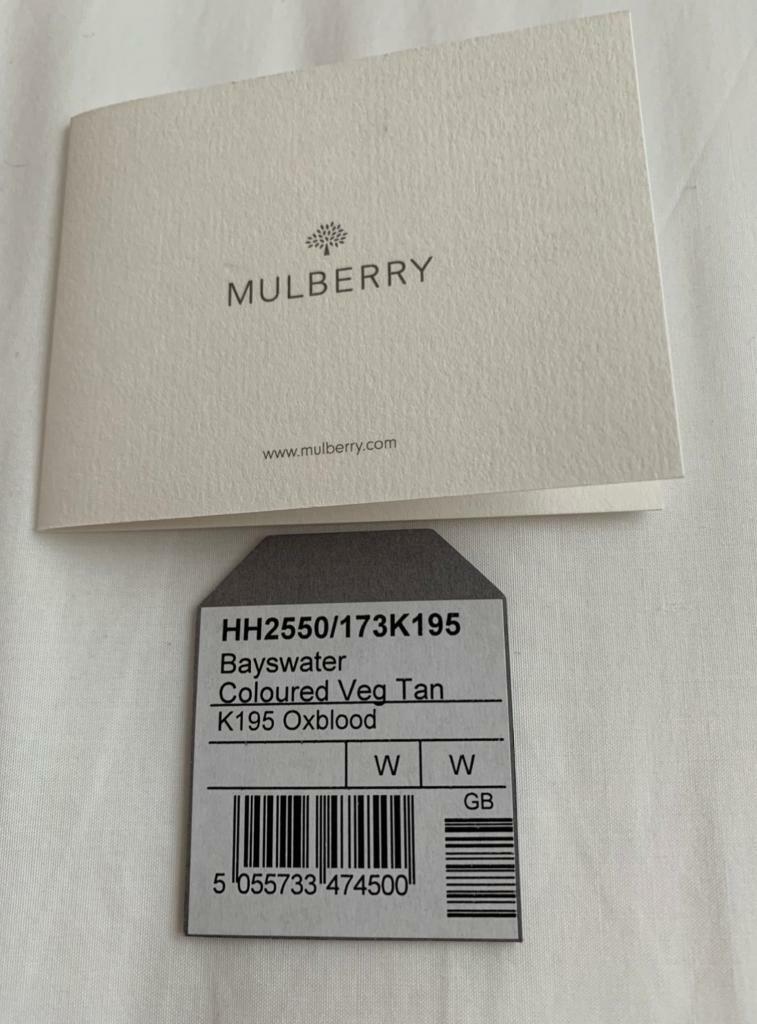 MULBERRY
www.mulberry.com
HH2550/173K195
Bayswater
Coloured Veg Tan
K195 Oxblood
W W
GB
5 055733 474500